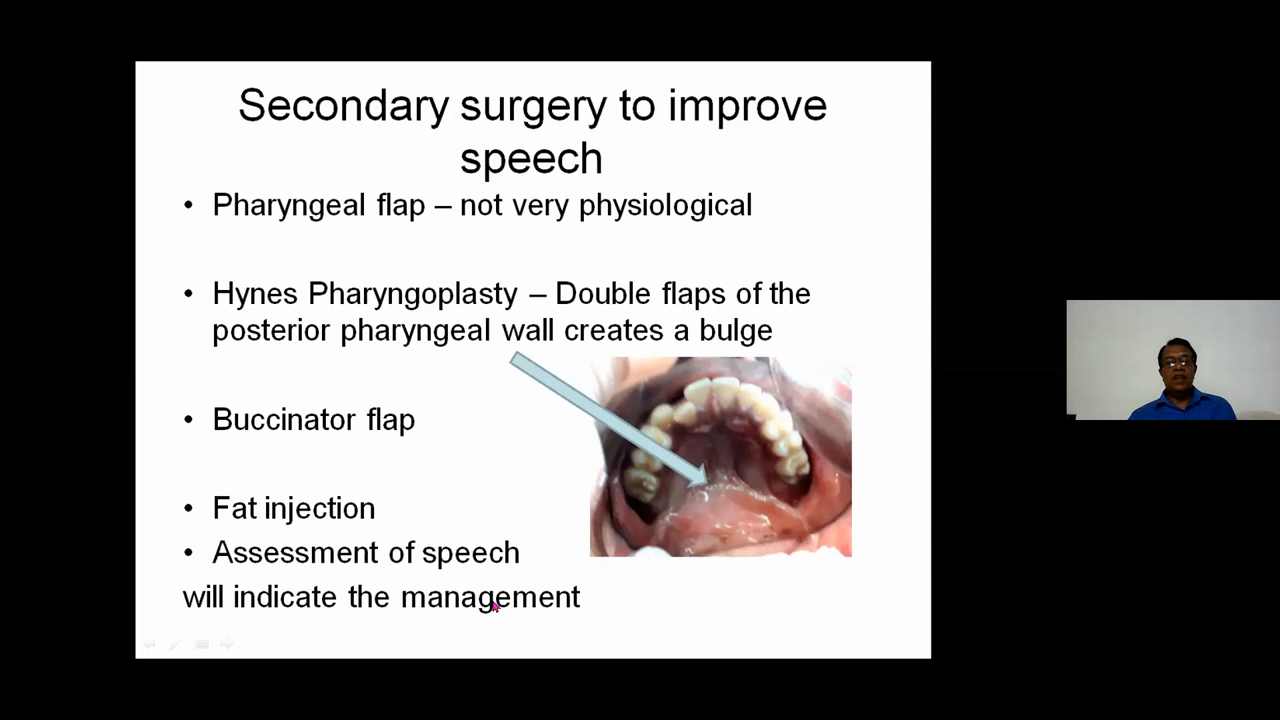 Secondary surgery to improve
speech
• Pharyngeal flap – not very physiological
• Hynes Pharyngoplasty – Double flaps of the
posterior pharyngeal wall creates a bulge
• Buccinator flap
• Fat injection
• Assessment of speech
will indicate the management